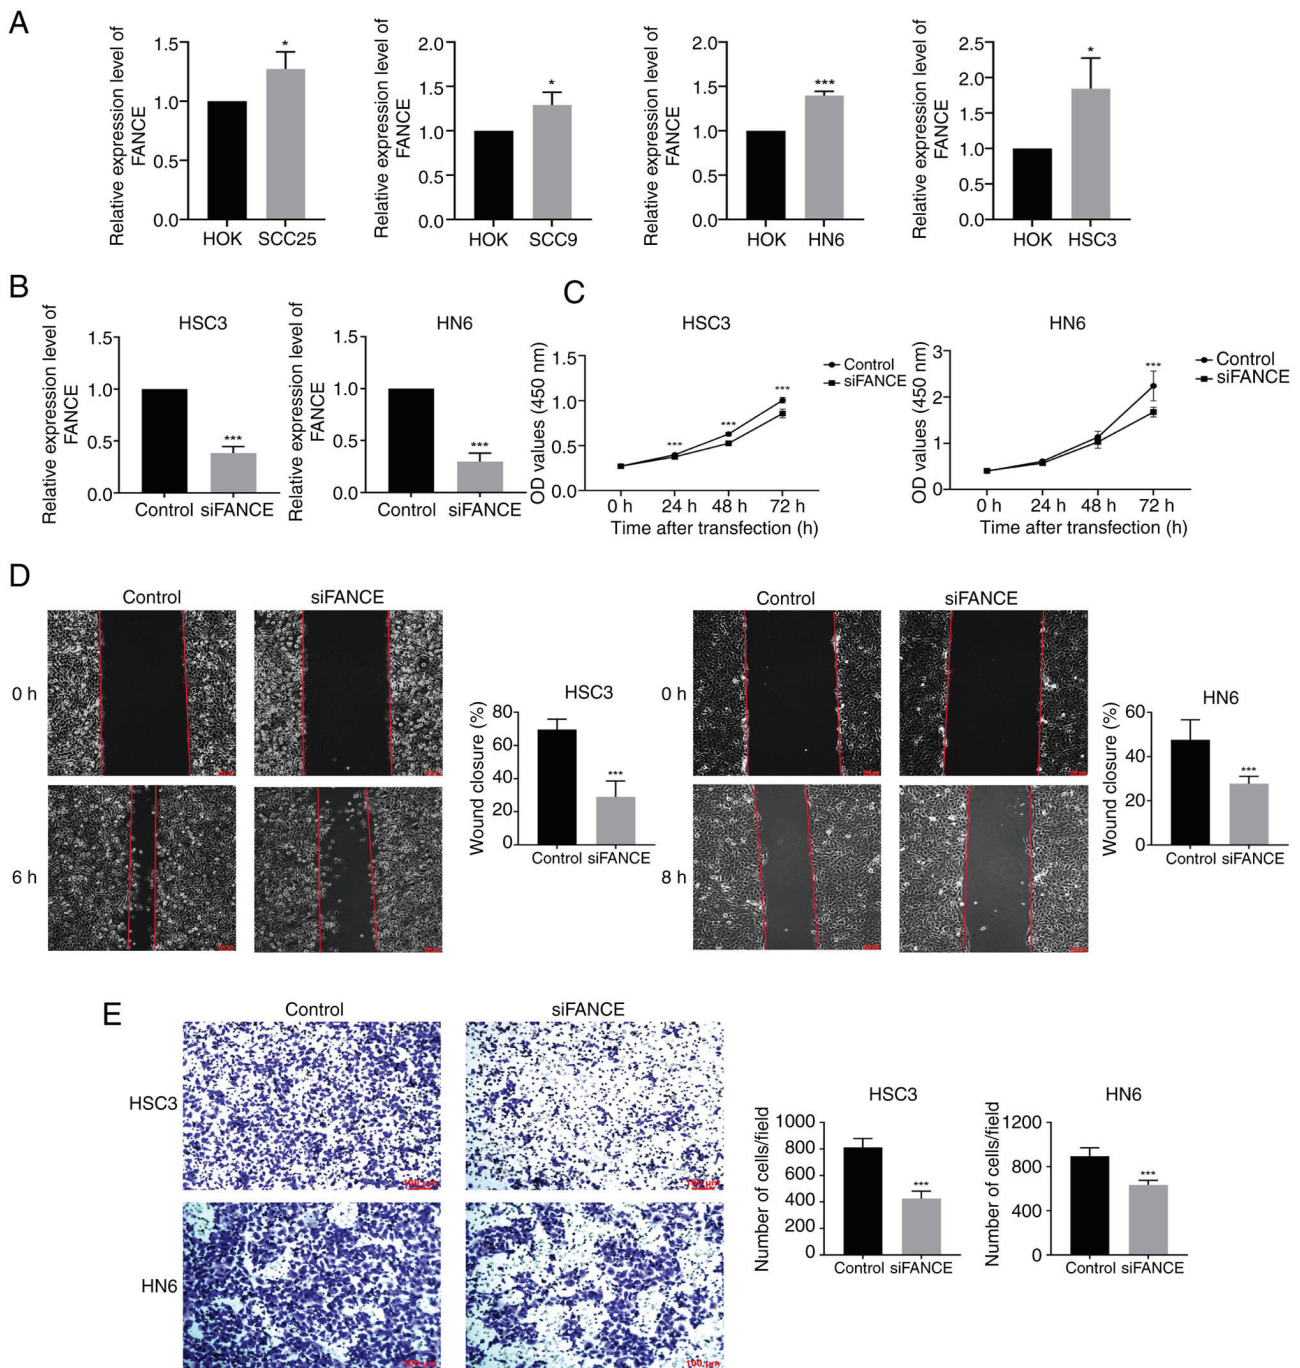 A
Relative expression level of
FANCE
1.5
1.0
0.5
0.0
*
HOK SCC25
Relative expression level of
FANCE
2.0
1.5
1.0
0.5
0.0
*
HOK SCC9
Relative expression level of
FANCE
2.0
1.5
1.0
0.5
0.0
***
HOK HN6
Relative expression level of
FANCE
2.5
2.0
1.5
1.0
0.5
0.0
*
HOK HSC3
B
HSC3
Relative expression level of
FANCE
1.5
1.0
0.5
0.0
***
Control siFANCE
HN6
Relative expression level of
FANCE
1.5
1.0
0.5
0.0
***
Control siFANCE
C
HSC3
OD values (450 nm)
1.5
1.0
0.5
0.0
*** *** ***
Control
siFANCE
0 h 24 h 48 h 72 h
Time after transfection (h)
HN6
OD values (450 nm)
3
2
1
0
***
Control
siFANCE
0 h 24 h 48 h 72 h
Time after transfection (h)
D
Control siFANCE
0 h
6 h
HSC3
Wound closure (%)
80
60
40
20
0
***
Control siFANCE
Control siFANCE
0 h
8 h
HN6
Wound closure (%)
60
40
20
0
***
Control siFANCE
E
Control siFANCE
HSC3
100 µm
100 µm
HN6
100 µm
100 µm
HSC3
Number of cells/field
1000
800
600
400
200
0
***
Control siFANCE
HN6
Number of cells/field
1200
800
400
0
***
Control siFANCE